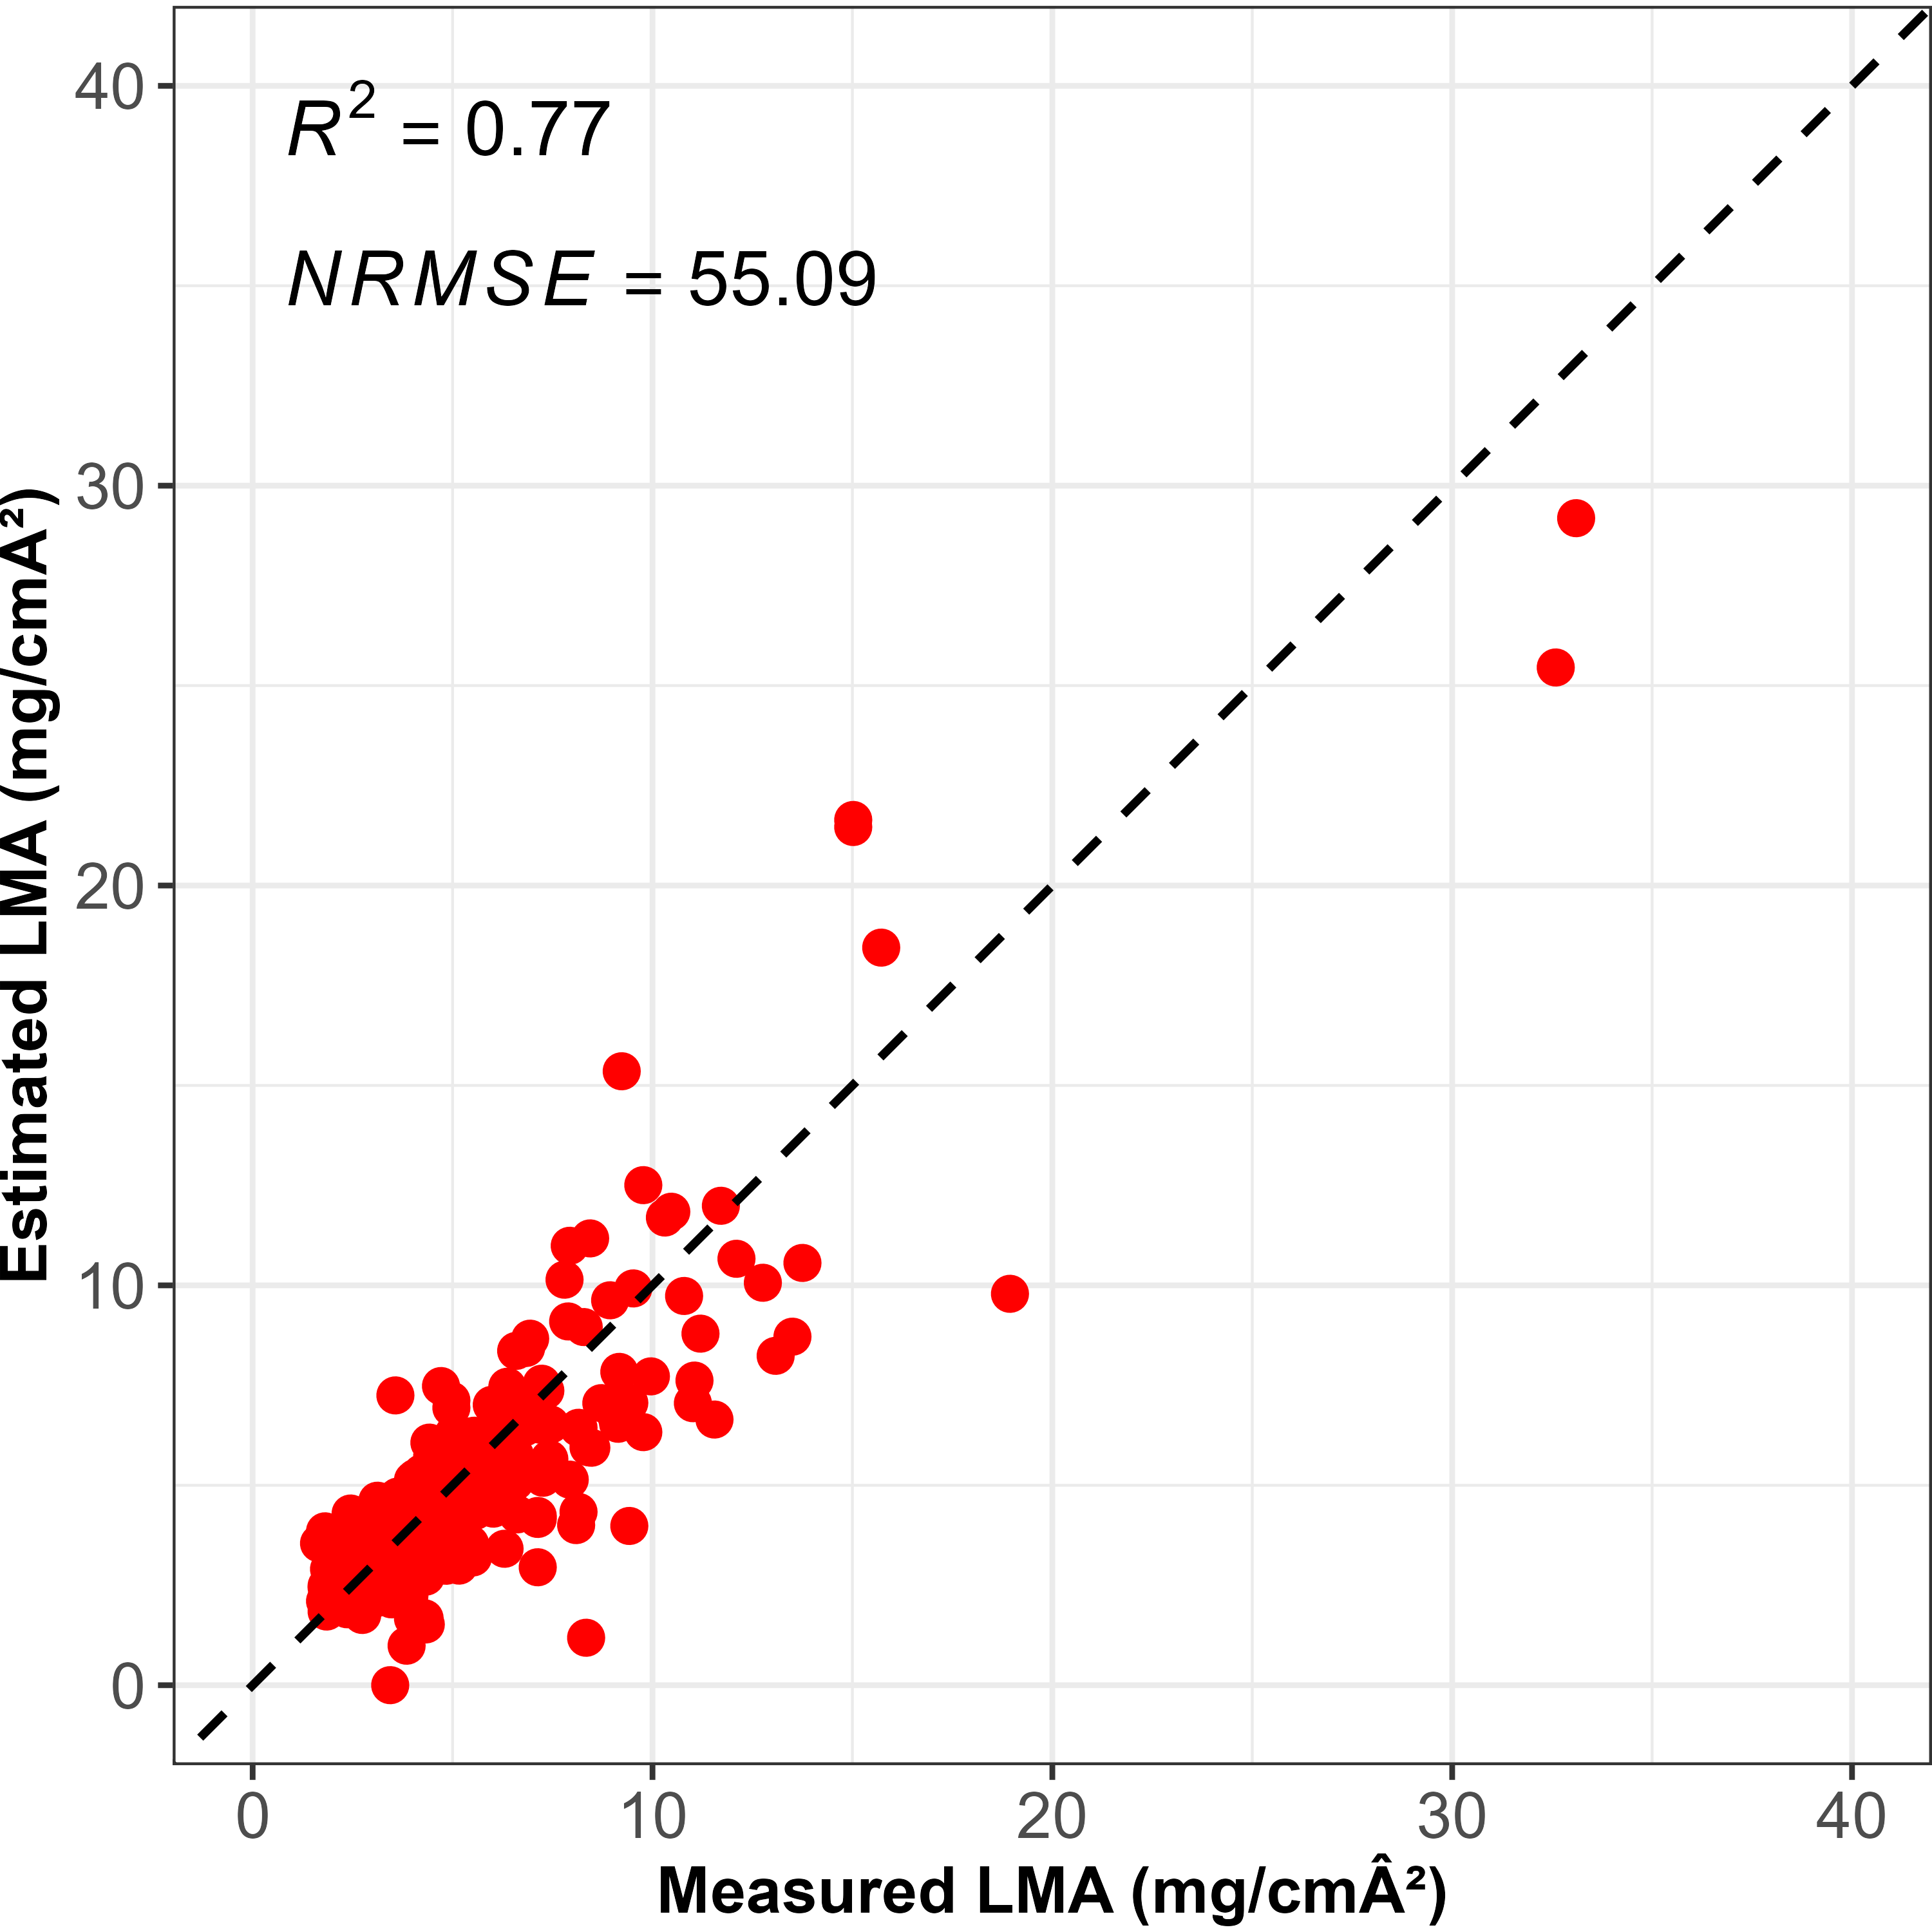 R² = 0.77
NRMSE = 55.09
Estimated LMA (mg/cmÂ²)
40
30
20
10
0
0 10 20 30 40
Measured LMA (mg/cmÂ²)